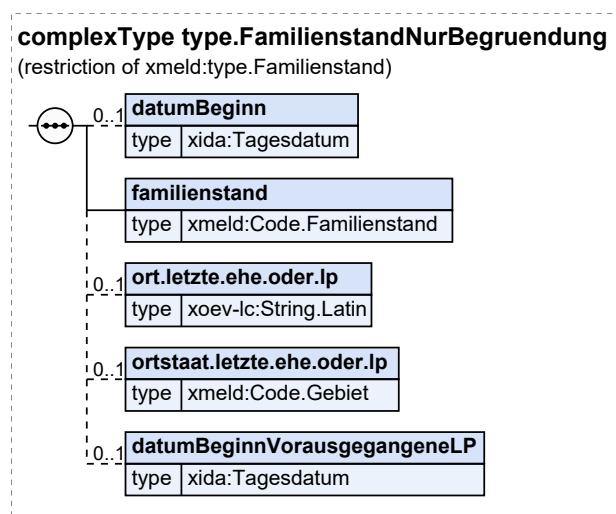 complexType type.FamilienstandNurBegruendung
(restriction of xmeld:type.Familienstand)
0..1 datumBeginn
type xida:Tagesdatum
familienstand
type xmeld:Code.Familienstand
0..1 ort.letzte.ehe.oder.lp
type xoev-lc:String.Latin
0..1 ortstaat.letzte.ehe.oder.lp
type xmeld:Code.Gebiet
0..1 datumBeginnVorausgegangeneLP
type xida:Tagesdatum